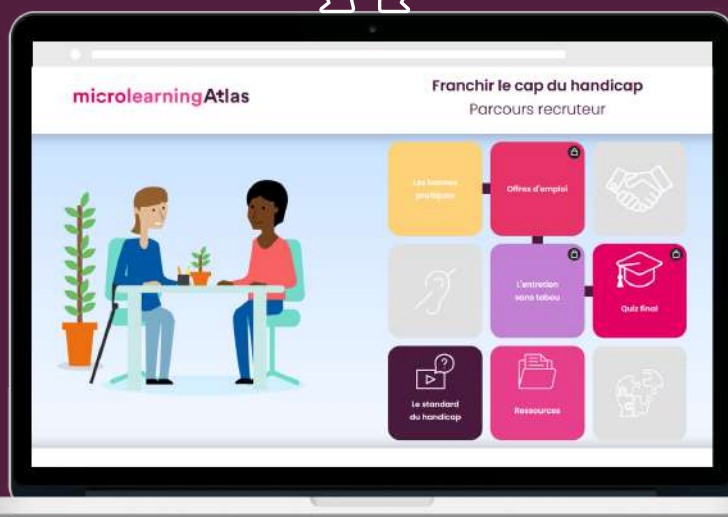 microlearningAtlas
Franchir le cap du handicap
Parcours recruteur
Les bonnes
pratiques
Offres d'emploi
L'entretien
sans tabou
Quiz final
?
Le standard
du handicap
Ressources